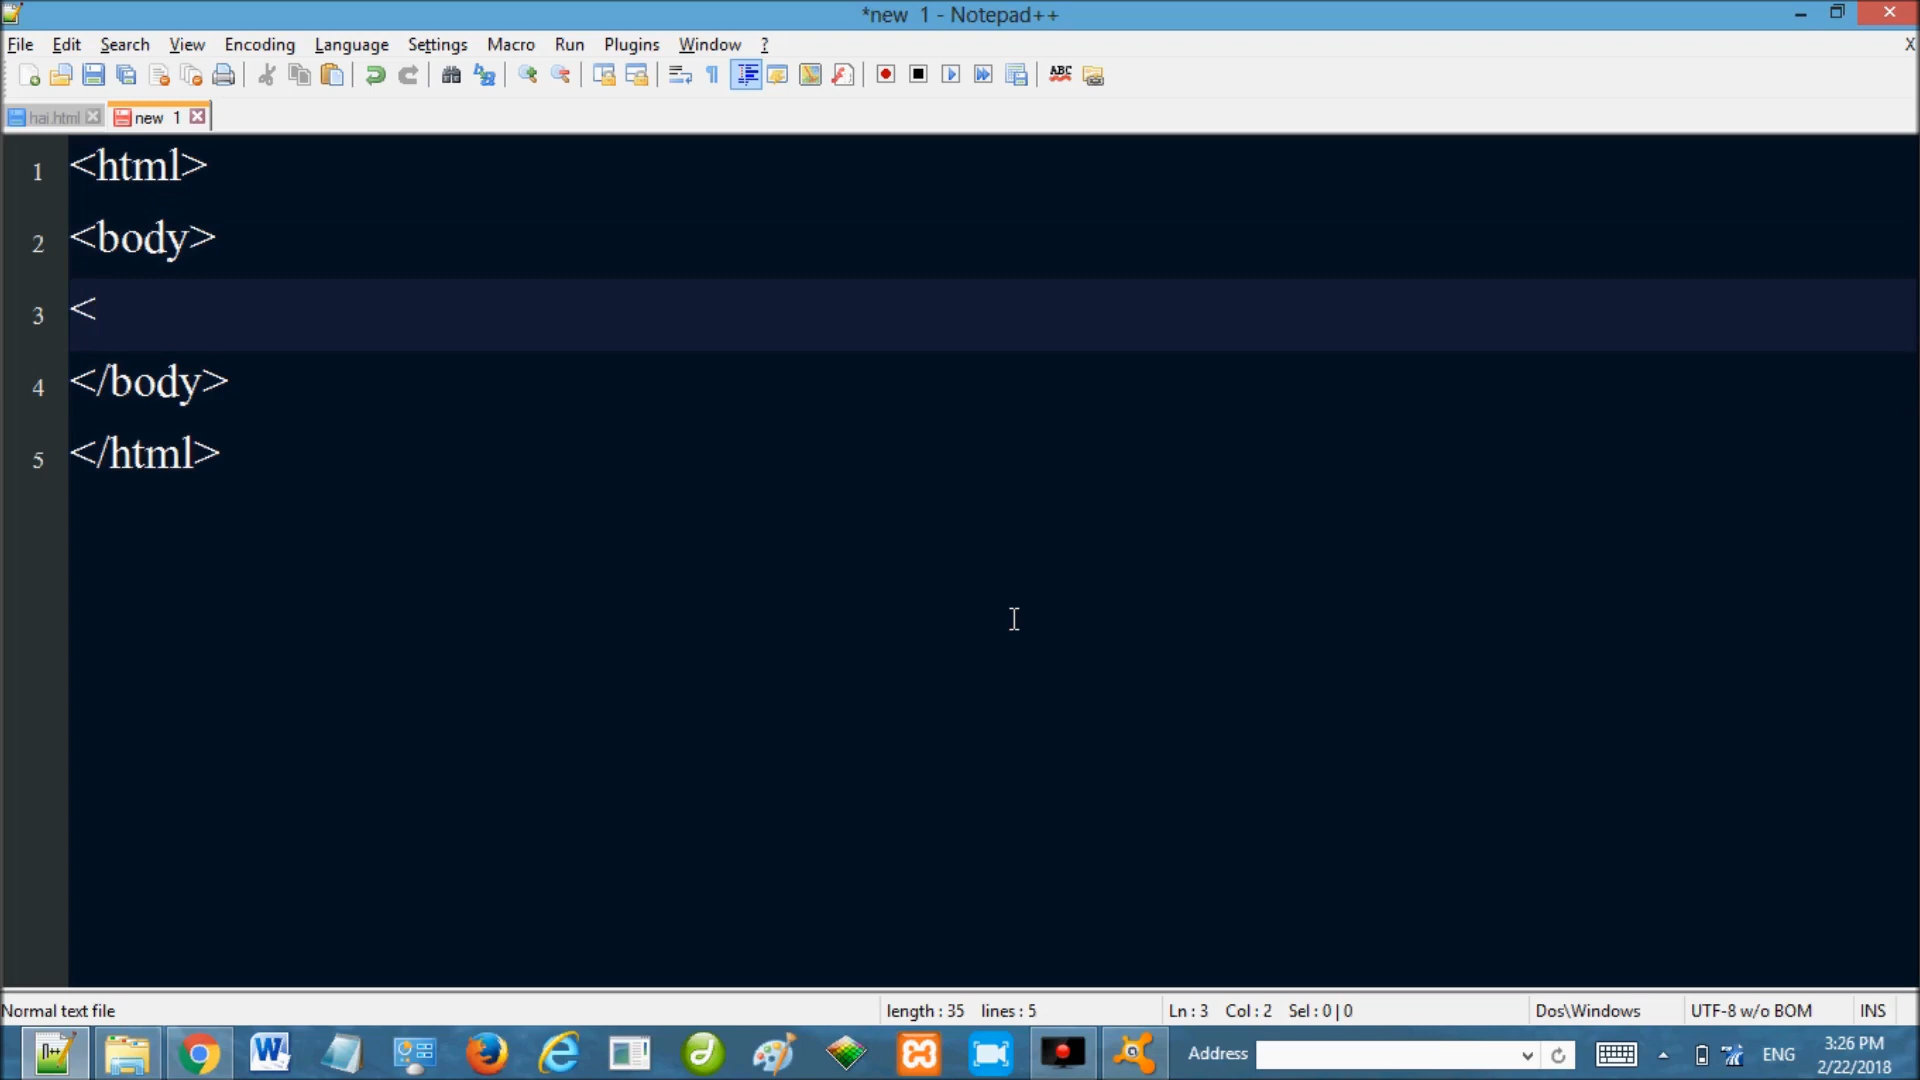 *new 1 - Notepad++
File Edit Search View Encoding Language Settings Macro Run Plugins Window ? X
ABC
hai.html new 1
1 <html>
2 <body>
3 <
4 </body>
5 </html>
Normal text file length : 35 lines : 5 Ln : 3 Col : 2 Sel : 0 | 0 Dos\Windows UTF-8 w/o BOM INS
Address ENG 3:26 PM
2/22/2018